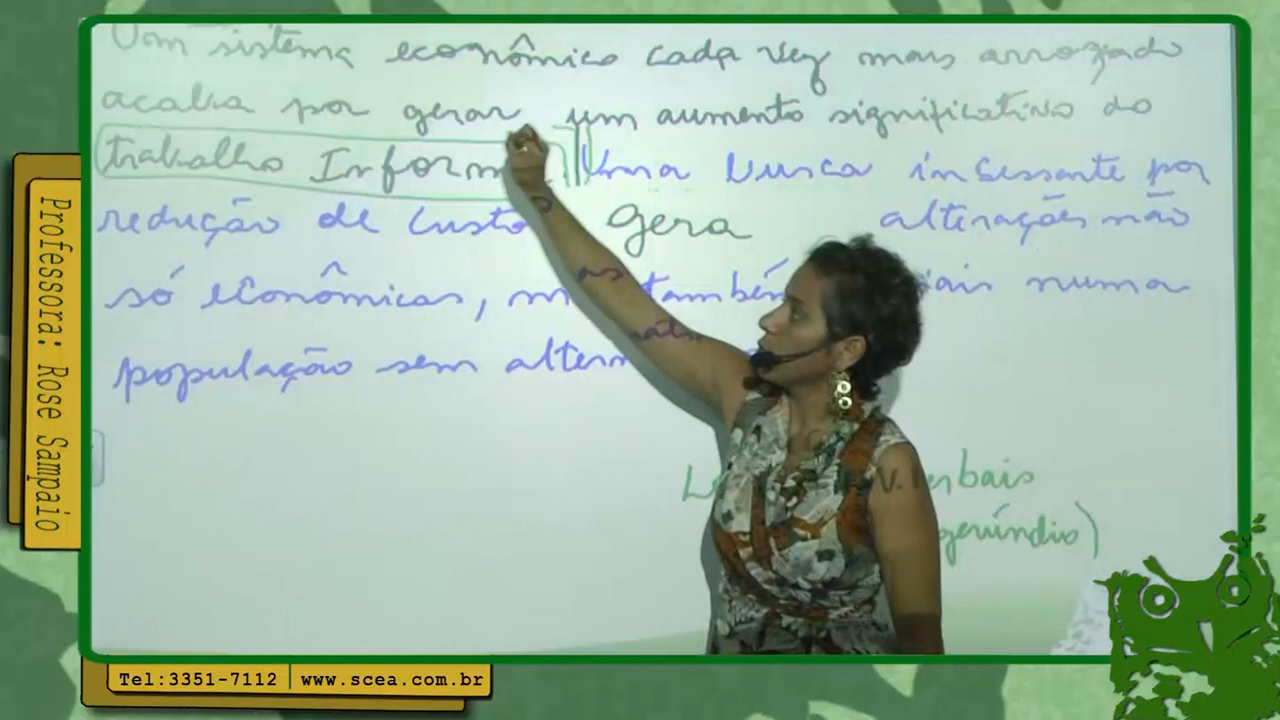 Um sistema econômico cada vez mais arrojado
acaba por gerar um aumento significativo do
trabalho Inform
Uma busca incessante por
redução de custo gera alterações não
só econômicas, também numa
população sem altern
V. verbais
gerúndio)
Professora: Rose Sampaio
Tel:3351-7112 | www.scea.com.br